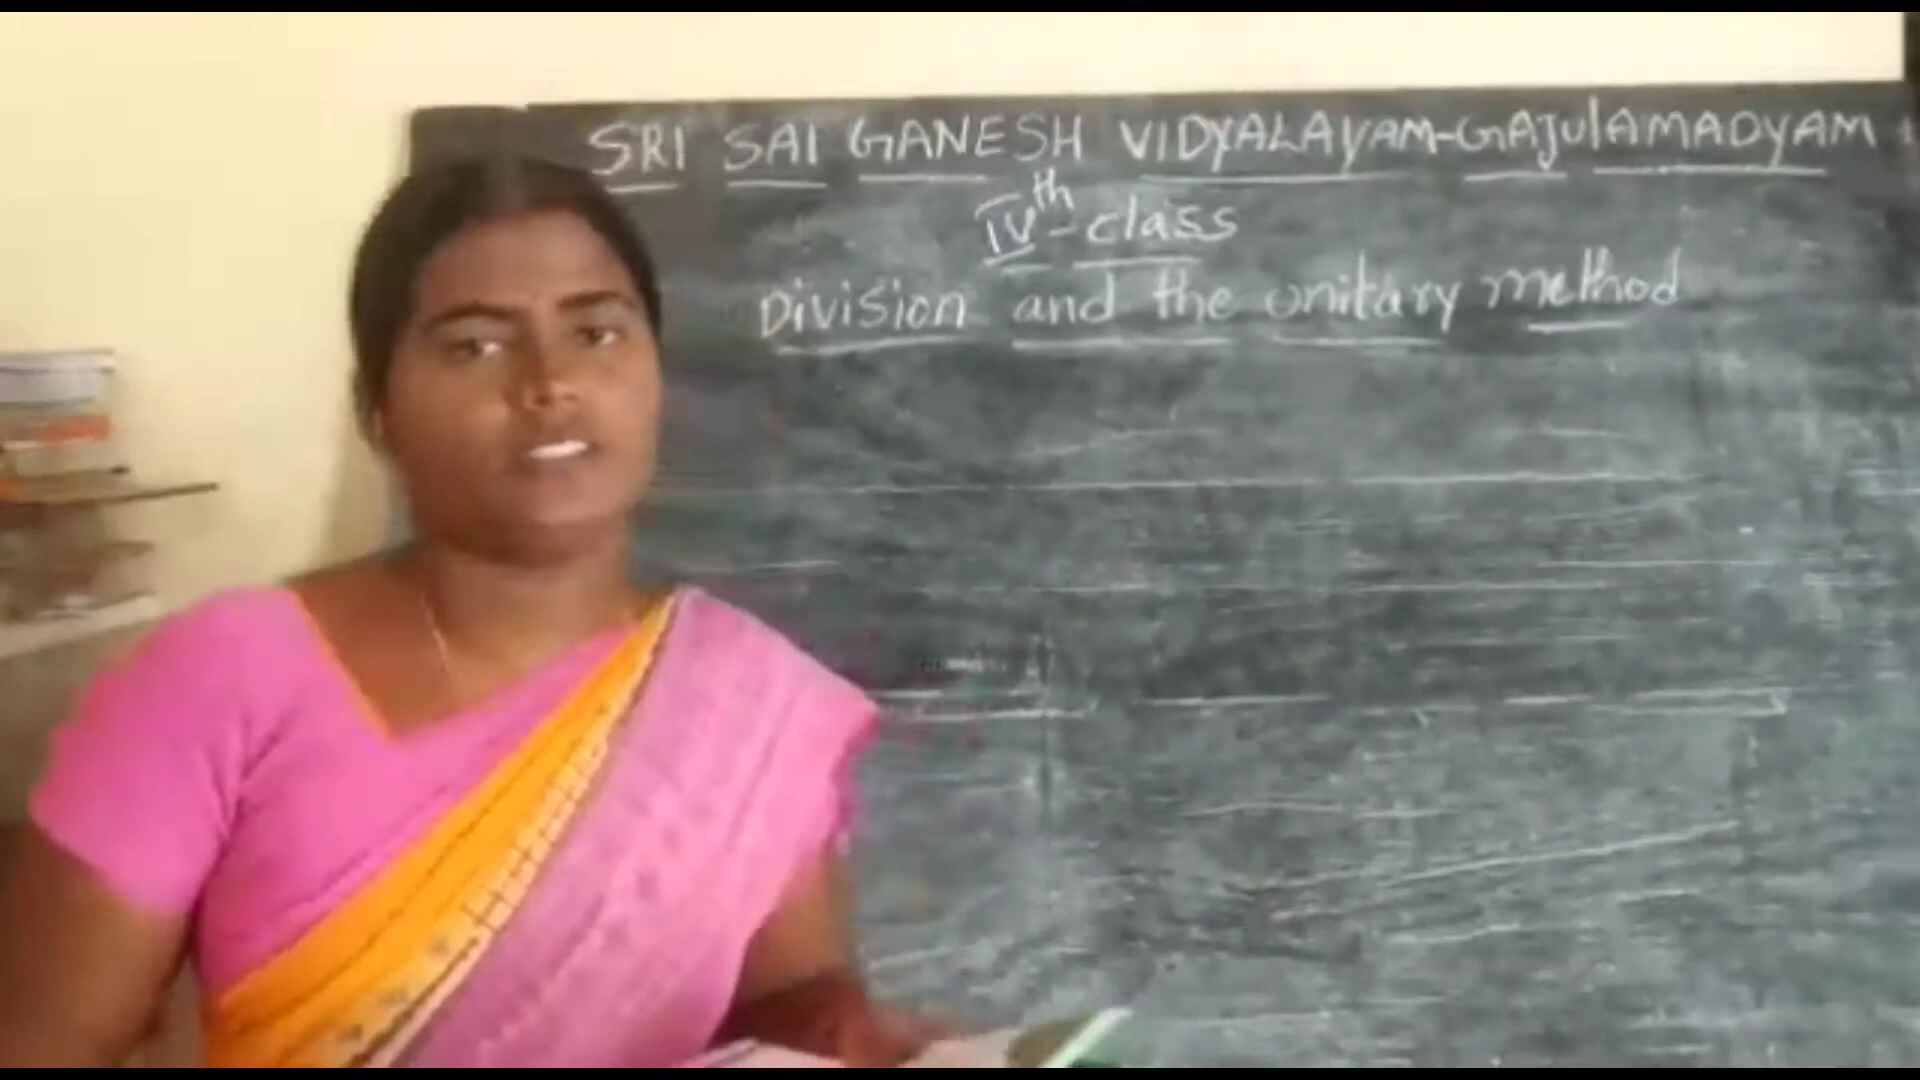 SRI SAI GANESH VIDYALAYAM-GAJULAMADYAM
IVth-class
Division and the unitary method